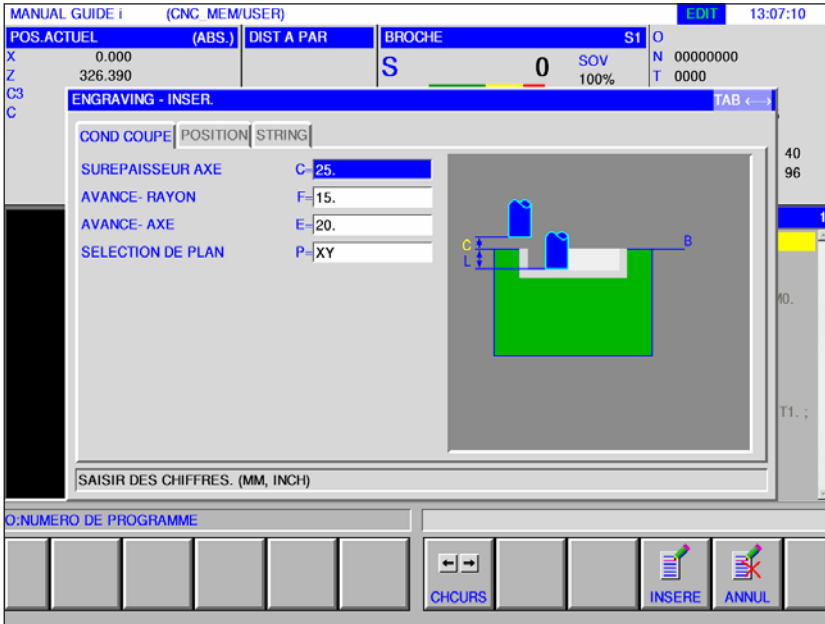 MANUAL GUIDE i (CNC_MEM/USER) EDIT 13:07:10
POS.ACTUEL (ABS.) DIST A PAR BROCHE S1 O
X 0.000 N 00000000
Z 326.390 S 0 SOV 100% T 0000
C3
C
ENGRAVING - INSER. TAB ←→
COND COUPE POSITION STRING
SUREPAISSEUR AXE C= 25.
AVANCE- RAYON F= 15.
AVANCE- AXE E= 20.
SELECTION DE PLAN P= XY
C
L
B
40
96
1
M0.
T1. ;
SAISIR DES CHIFFRES. (MM, INCH)
O:NUMERO DE PROGRAMME
CHCURS INSERE ANNUL